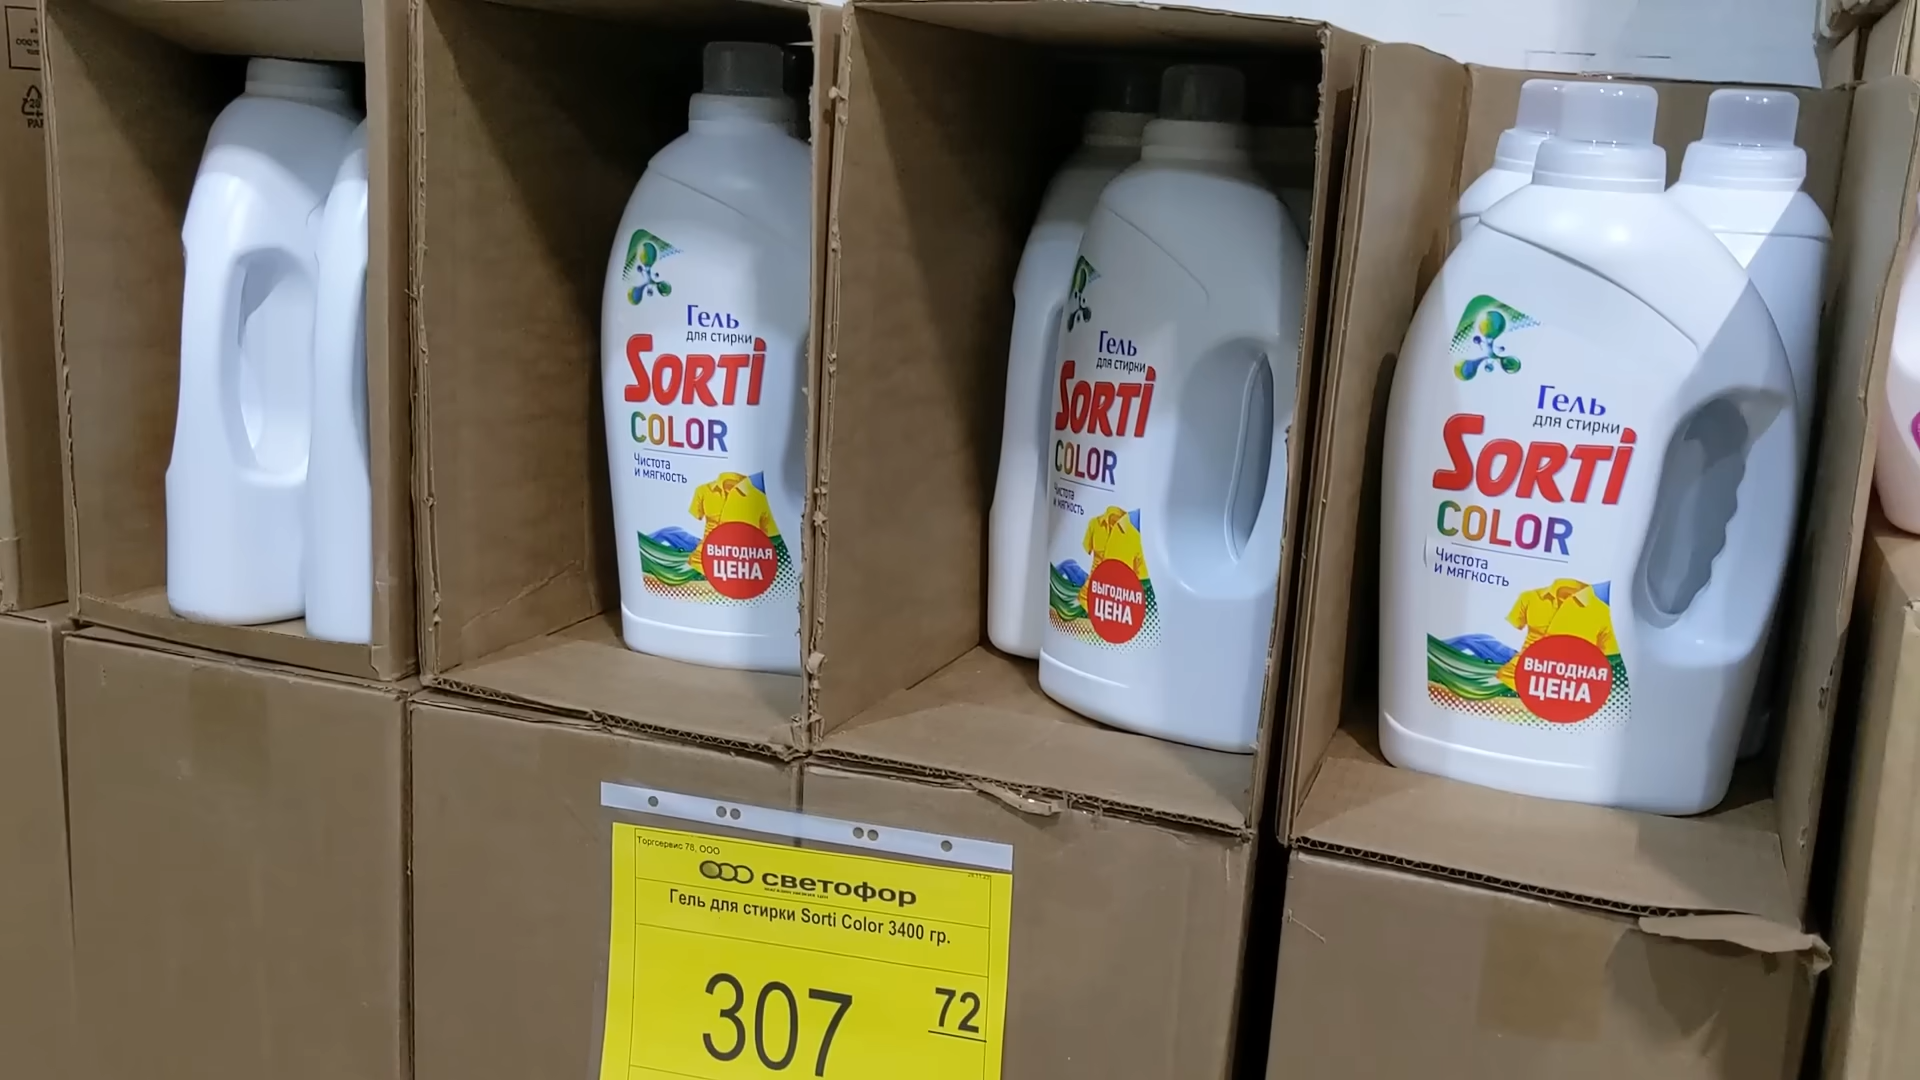 Гель
для стирки
SORTI
COLOR
Чистота
и мягкость
ВЫГОДНАЯ
ЦЕНА
Гель
для стирки
SORTI
COLOR
Чистота
и мягкость
ВЫГОДНАЯ
ЦЕНА
Гель
для стирки
SORTI
COLOR
Чистота
и мягкость
ВЫГОДНАЯ
ЦЕНА
Торгсервис 78, ООО
светофор
Гель для стирки Sorti Color 3400 гр.
307 72